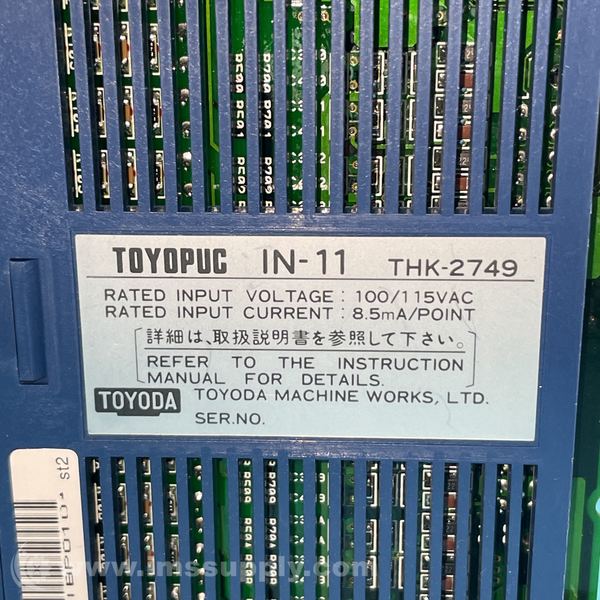 TOYOPUC IN-11 THK-2749
RATED INPUT VOLTAGE : 100/115VAC
RATED INPUT CURRENT : 8.5mA/POINT
詳細は、取扱説明書を参照して下さい。
REFER TO THE INSTRUCTION
MANUAL FOR DETAILS.
TOYODA TOYODA MACHINE WORKS, LTD.
SER.NO.
st2
www.imssupply.com